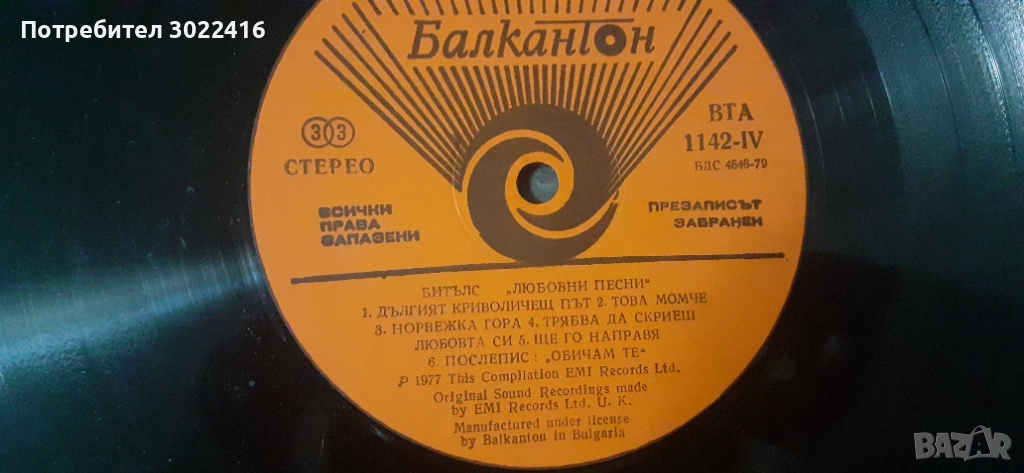 Потребител 3022416
Балкантон
33
СТЕРЕО
ВТА
1142-IV
БДС 4646-79
ВСИЧКИ
ПРАВА
ЗАПАЗЕНИ
ПРЕЗАПИСЪТ
ЗАБРАНЕН
БИТЪЛС „ЛЮБОВНИ ПЕСНИ"
1. ДЪЛГИЯТ КРИВОЛИЧЕЩ ПЪТ 2. ТОВА МОМЧЕ
3. НОРВЕЖКА ГОРА 4. ТРЯБВА ДА СКРИЕШ
ЛЮБОВТА СИ 5. ЩЕ ГО НАПРАВЯ
6. ПОСЛЕПИС: „ОБИЧАМ ТЕ"
P 1977 This Compilation EMI Records Ltd.
Original Sound Recordings made
by EMI Records Ltd. U. K.
Manufactured under license
by Balkanton in Bulgaria
BAZAR